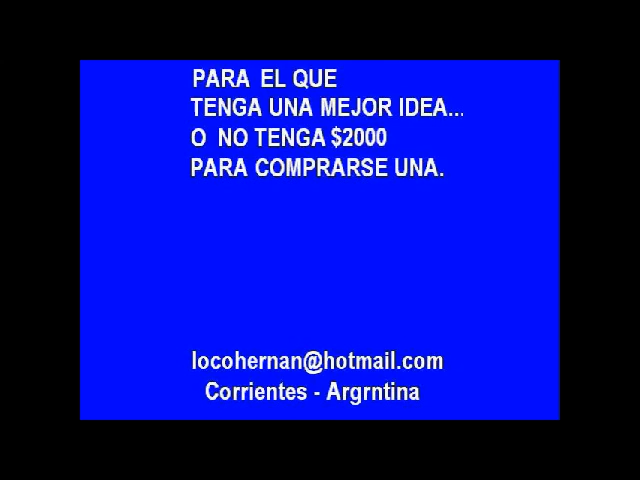 PARA EL QUE
TENGA UNA MEJOR IDEA...
O NO TENGA $2000
PARA COMPRARSE UNA.
locohernan@hotmail.com
Corrientes - Argrntina